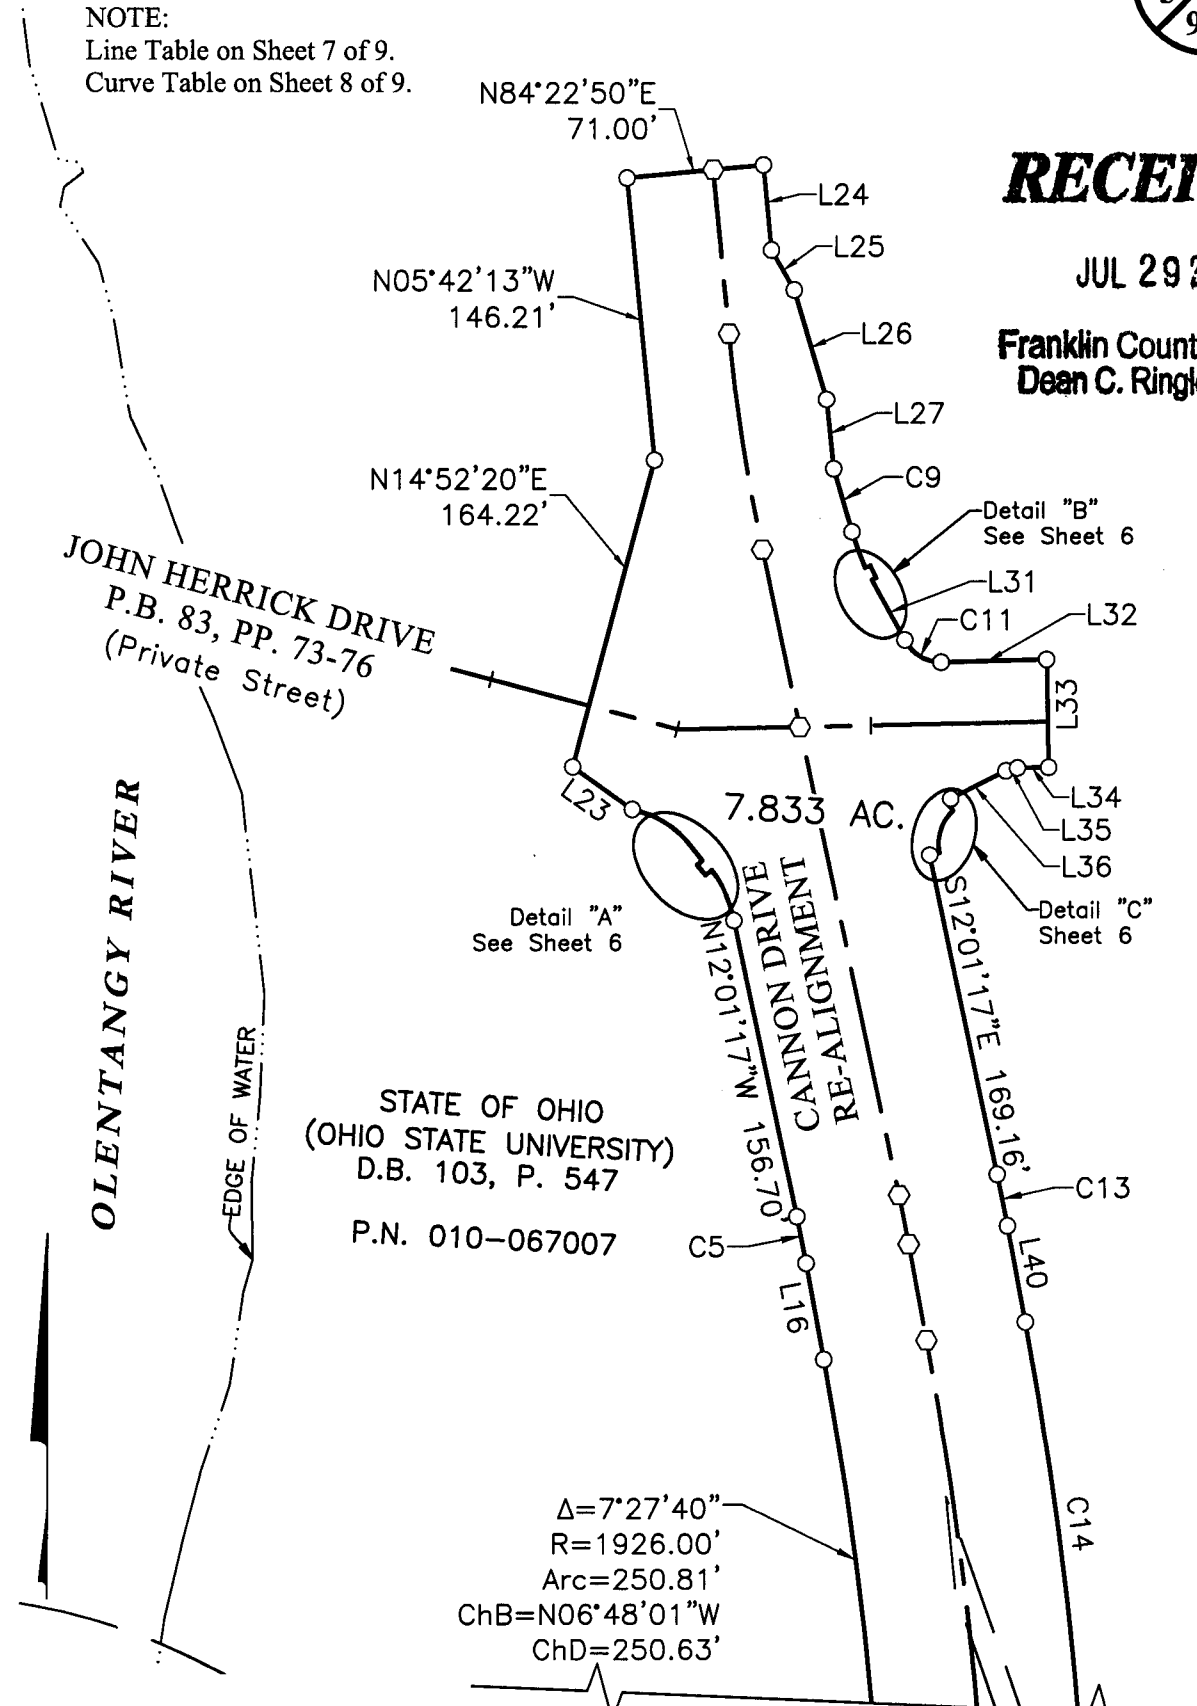 NOTE:
Line Table on Sheet 7 of 9.
Curve Table on Sheet 8 of 9.
9
N84°22'50"E
71.00'
RECEI
JUL 29 2
Franklin Count
Dean C. Ringle
L24
L25
N05°42'13"W
146.21'
L26
L27
N14°52'20"E
164.22'
C9
Detail "B"
See Sheet 6
L31
C11
L32
JOHN HERRICK DRIVE
P.B. 83, PP. 73-76
(Private Street)
L33
L23
7.833 AC.
L34
L35
L36
Detail "A"
See Sheet 6
Detail "C"
Sheet 6
CANNON DRIVE
RE-ALIGNMENT
N12°01'17"W 156.70'
S12°01'17"E 169.16'
OLENTANGY RIVER
EDGE OF WATER
STATE OF OHIO
(OHIO STATE UNIVERSITY)
D.B. 103, P. 547
P.N. 010-067007
C5
L16
C13
L40
C14
Δ=7°27'40"
R=1926.00'
Arc=250.81'
ChB=N06°48'01"W
ChD=250.63'